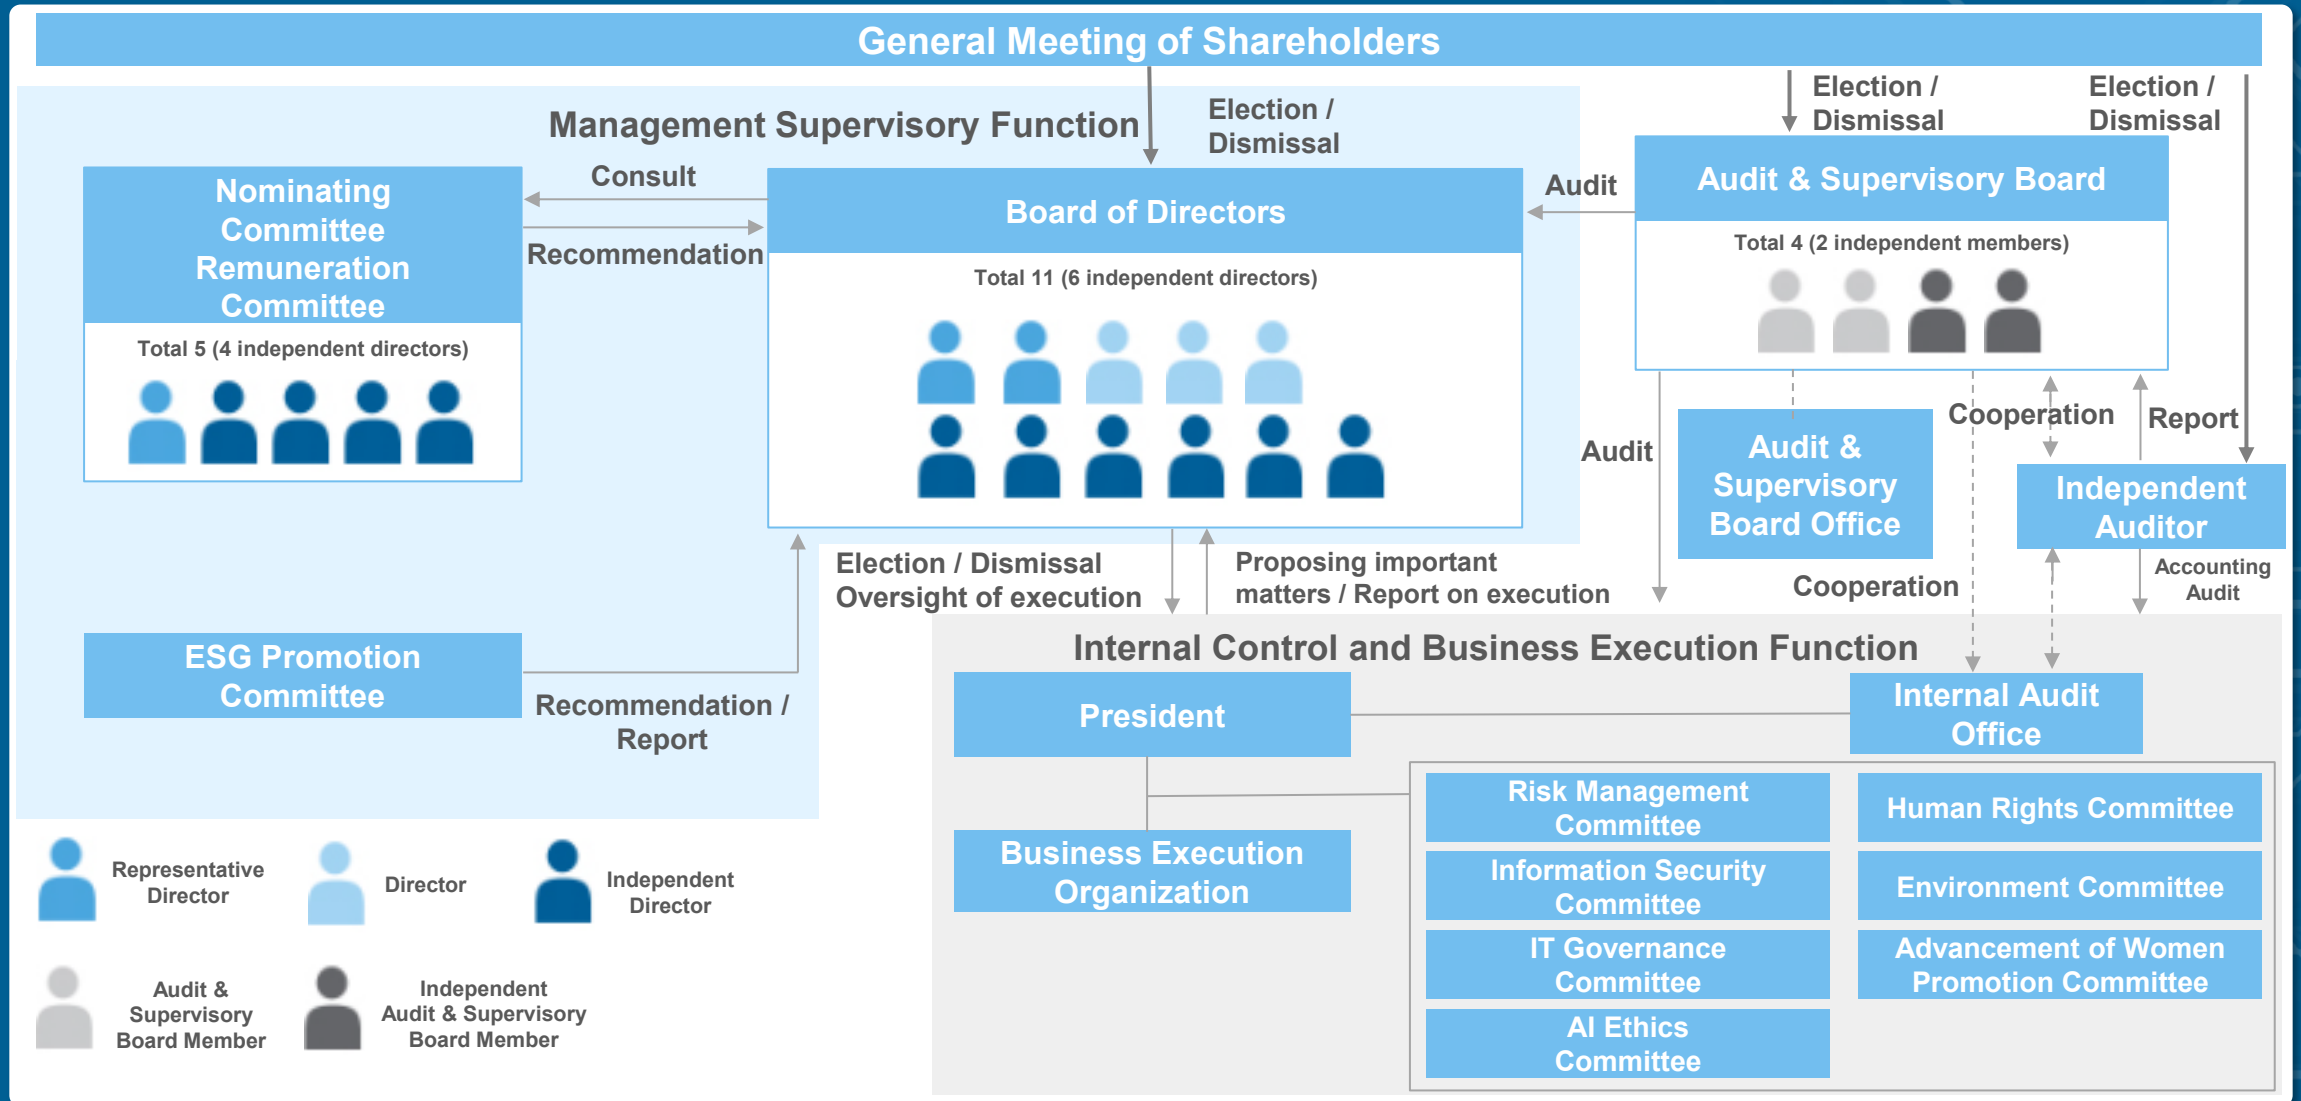 General Meeting of Shareholders
Management Supervisory Function
Election /
Dismissal
Election /
Dismissal
Election /
Dismissal
Nominating
Committee
Remuneration
Committee
Total 5 (4 independent directors)
Consult
Recommendation
Board of Directors
Total 11 (6 independent directors)
Audit
Audit & Supervisory Board
Total 4 (2 independent members)
Audit
Audit &
Supervisory
Board Office
Cooperation
Report
Independent
Auditor
Cooperation
Accounting
Audit
Election / Dismissal
Oversight of execution
Proposing important
matters / Report on execution
ESG Promotion
Committee
Recommendation /
Report
Internal Control and Business Execution Function
President
Internal Audit
Office
Business Execution
Organization
Risk Management
Committee
Human Rights Committee
Information Security
Committee
Environment Committee
IT Governance
Committee
Advancement of Women
Promotion Committee
AI Ethics
Committee
Representative
Director
Director
Independent
Director
Audit &
Supervisory
Board Member
Independent
Audit & Supervisory
Board Member